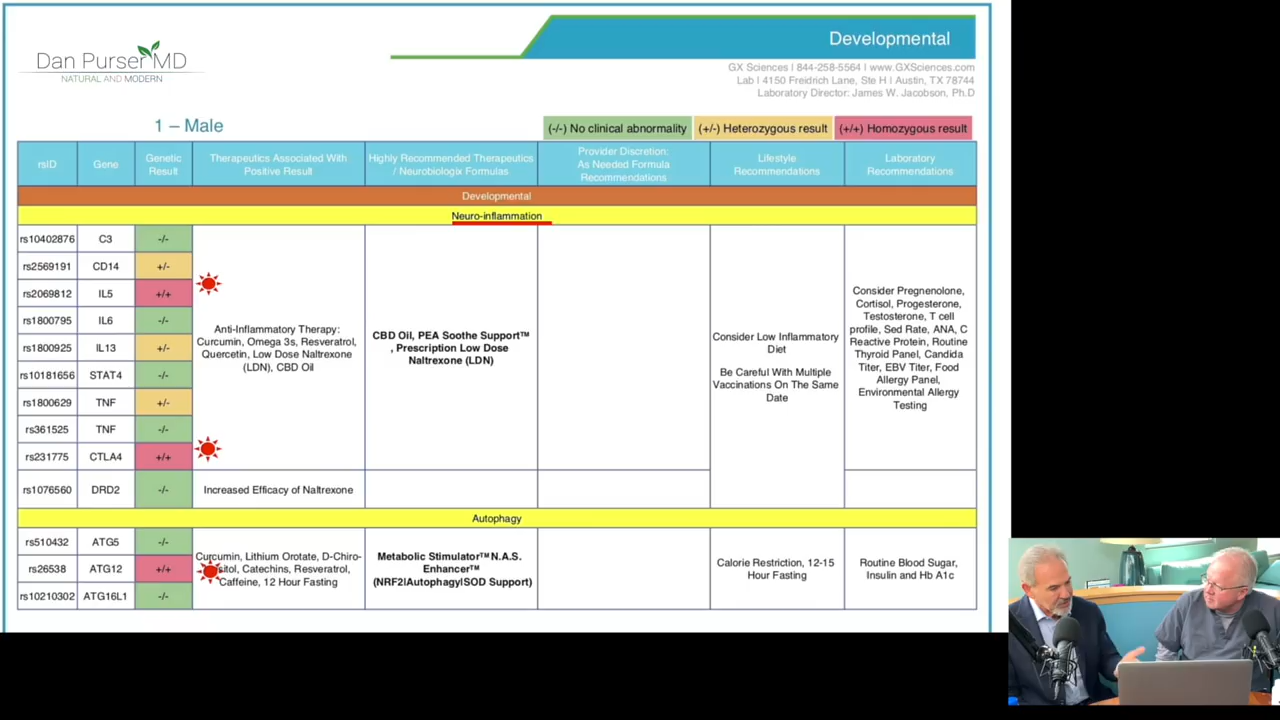 Developmental
Dan Purser MD
NATURAL AND MODERN
GX Sciences | 844-258-5564 | www.GXSciences.com
Lab | 4150 Freidrich Lane, Ste H | Austin, TX 78744
Laboratory Director: James W. Jacobson, Ph.D
1 – Male
(-/-) No clinical abnormality
(+/-) Heterozygous result
(+/+) Homozygous result
rsID
Gene
Genetic
Result
Therapeutics Associated With
Positive Result
Highly Recommended Therapeutics
/ Neurobiologix Formulas
Provider Discretion:
As Needed Formula
Recommendations
Lifestyle
Recommendations
Laboratory
Recommendations
Developmental
Neuro-inflammation
rs10402876 C3 -/-
rs2569191 CD14 +/-
rs2069812 IL5 +/+
rs1800795 IL6 -/-
rs1800925 IL13 +/-
rs10181656 STAT4 -/-
rs1800629 TNF +/-
rs361525 TNF -/-
rs231775 CTLA4 +/+
Anti-Inflammatory Therapy:
Curcumin, Omega 3s, Resveratrol,
Quercetin, Low Dose Naltrexone
(LDN), CBD Oil
CBD Oil, PEA Soothe Support™
, Prescription Low Dose
Naltrexone (LDN)
Consider Low Inflammatory
Diet
Be Careful With Multiple
Vaccinations On The Same
Date
Consider Pregnenolone,
Cortisol, Progesterone,
Testosterone, T cell
profile, Sed Rate, ANA, C
Reactive Protein, Routine
Thyroid Panel, Candida
Titer, EBV Titer, Food
Allergy Panel,
Environmental Allergy
Testing
rs1076560 DRD2 -/- Increased Efficacy of Naltrexone
Autophagy
rs510432 ATG5 -/-
rs26538 ATG12 +/+
rs10210302 ATG16L1 -/-
Curcumin, Lithium Orotate, D-Chiro-
Catechins, Resveratrol,
Caffeine, 12 Hour Fasting
Metabolic Stimulator™ N.A.S.
Enhancer™
(NRF2|Autophagy|SOD Support)
Calorie Restriction, 12-15
Hour Fasting
Routine Blood Sugar,
Insulin and Hb A1c